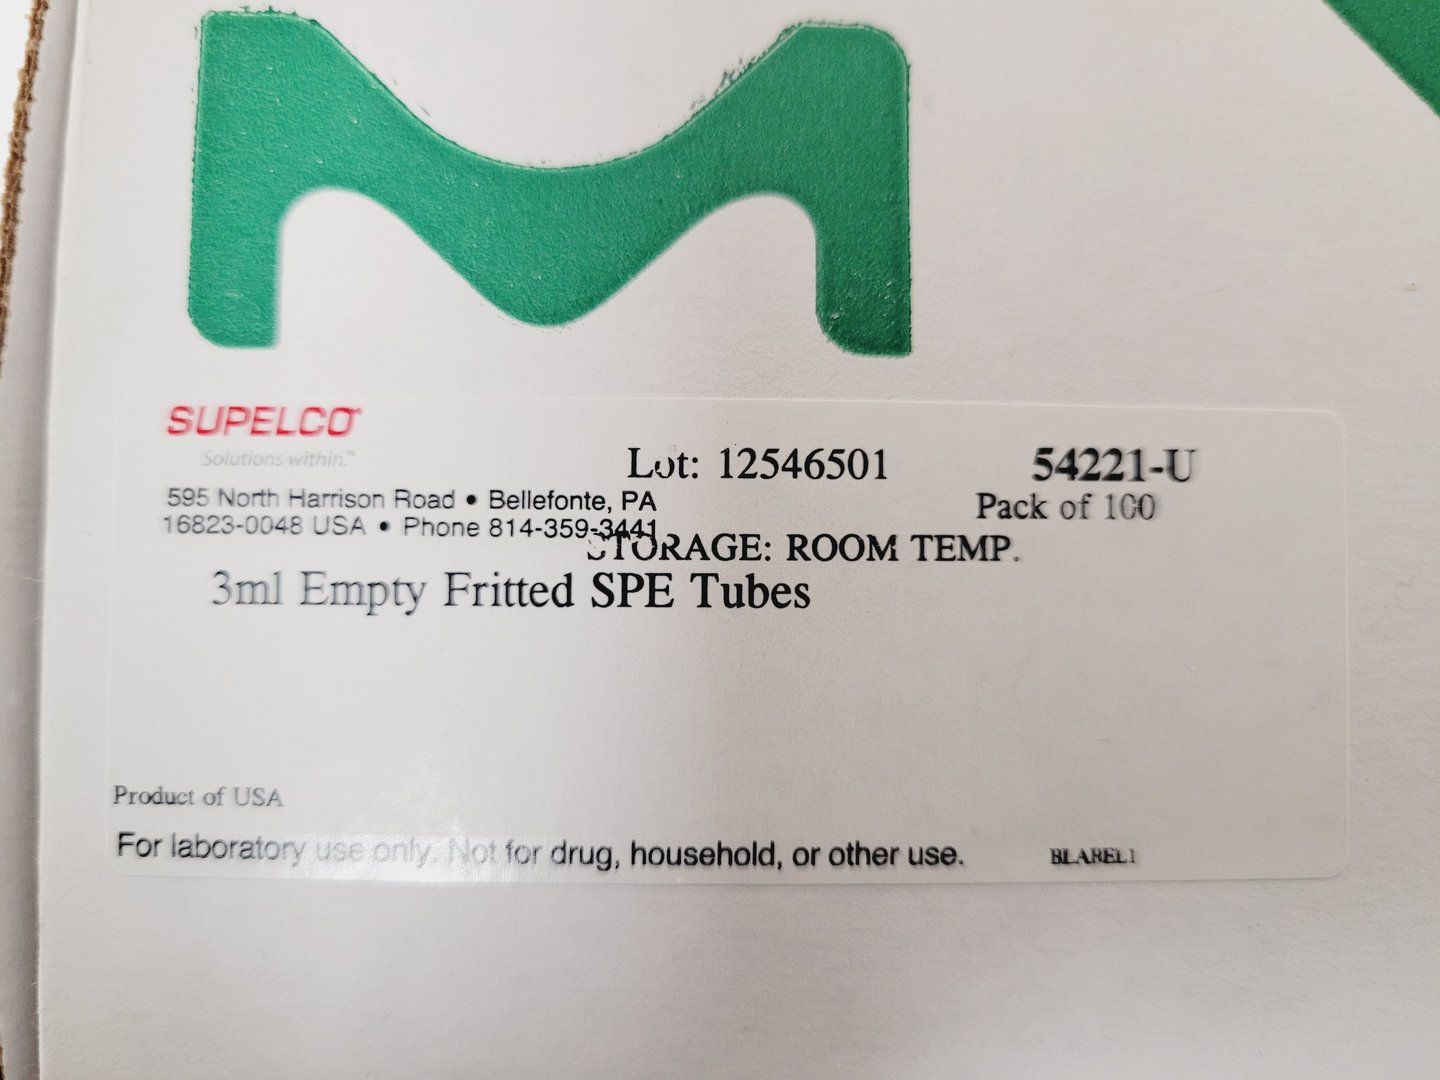 SUPELCO
Solutions within.™
595 North Harrison Road • Bellefonte, PA
16823-0048 USA • Phone 814-359-3441
Lot: 12546501
54221-U
Pack of 100
STORAGE: ROOM TEMP.
3ml Empty Fritted SPE Tubes
Product of USA
For laboratory use only. Not for drug, household, or other use.
BLABEL1